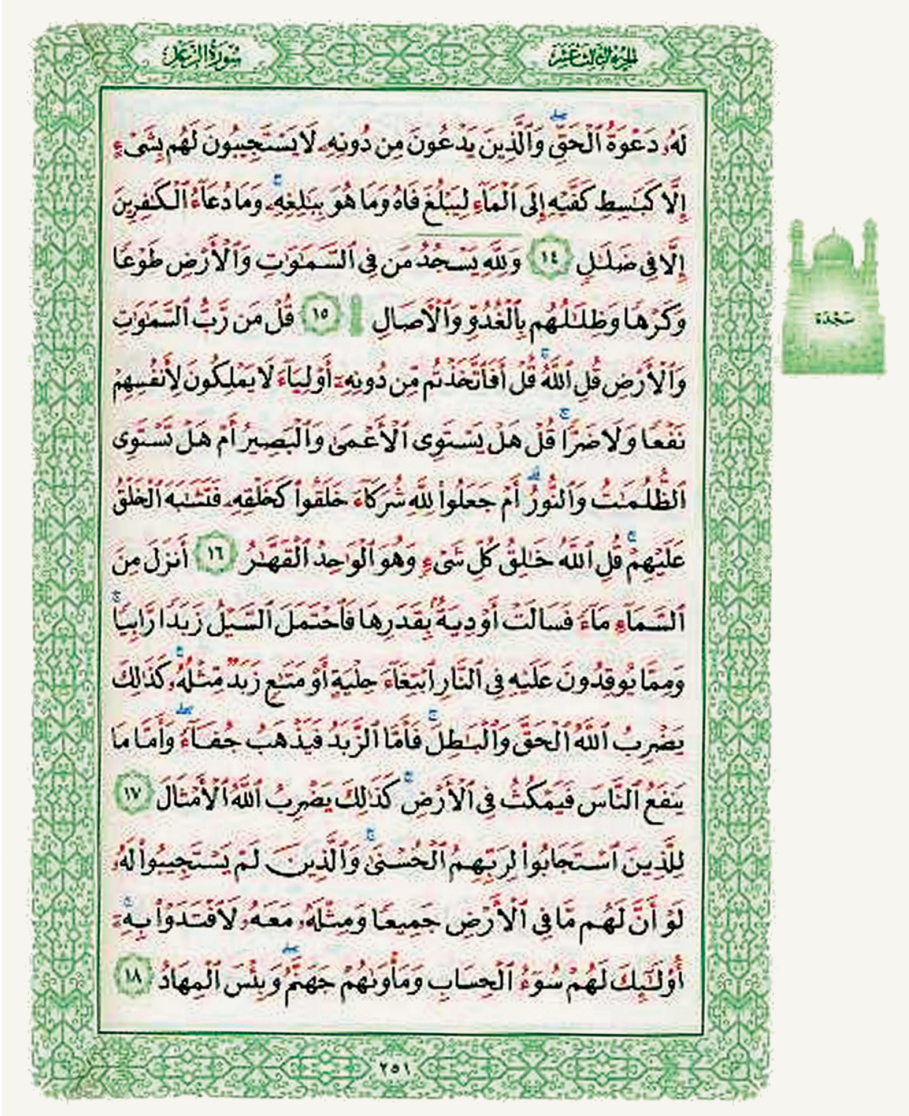 الجزء الثالث عشر
سورة الرعد
لَهُۥ دَعْوَةُ ٱلْحَقِّ ۖ وَٱلَّذِينَ يَدْعُونَ مِن دُونِهِۦ لَا يَسْتَجِيبُونَ لَهُم بِشَىْءٍ
إِلَّا كَبَٰسِطِ كَفَّيْهِ إِلَى ٱلْمَآءِ لِيَبْلُغَ فَاهُ وَمَا هُوَ بِبَٰلِغِهِۦ ۚ وَمَا دُعَآءُ ٱلْكَٰفِرِينَ
إِلَّا فِى ضَلَٰلٍ ١٤ وَلِلَّهِ يَسْجُدُ مَن فِى ٱلسَّمَٰوَٰتِ وَٱلْأَرْضِ طَوْعًا
وَكَرْهًا وَظِلَٰلُهُم بِٱلْغُدُوِّ وَٱلْءَاصَالِ ۩ ١٥ قُلْ مَن رَّبُّ ٱلسَّمَٰوَٰتِ
سجدة
وَٱلْأَرْضِ قُلِ ٱللَّهُ ۚ قُلْ أَفَٱتَّخَذْتُم مِّن دُونِهِۦٓ أَوْلِيَآءَ لَا يَمْلِكُونَ لِأَنفُسِهِمْ
نَفْعًا وَلَا ضَرًّا ۚ قُلْ هَلْ يَسْتَوِى ٱلْأَعْمَىٰ وَٱلْبَصِيرُ أَمْ هَلْ تَسْتَوِى
ٱلظُّلُمَٰتُ وَٱلنُّورُ ۗ أَمْ جَعَلُوا۟ لِلَّهِ شُرَكَآءَ خَلَقُوا۟ كَخَلْقِهِۦ فَتَشَٰبَهَ ٱلْخَلْقُ
عَلَيْهِمْ ۚ قُلِ ٱللَّهُ خَٰلِقُ كُلِّ شَىْءٍ وَهُوَ ٱلْوَٰحِدُ ٱلْقَهَّٰرُ ١٦ أَنزَلَ مِنَ
ٱلسَّمَآءِ مَآءً فَسَالَتْ أَوْدِيَةٌۢ بِقَدَرِهَا فَٱحْتَمَلَ ٱلسَّيْلُ زَبَدًا رَّابِيًا ۚ
وَمِمَّا يُوقِدُونَ عَلَيْهِ فِى ٱلنَّارِ ٱبْتِغَآءَ حِلْيَةٍ أَوْ مَتَٰعٍ زَبَدٌ مِّثْلُهُۥ ۚ كَذَٰلِكَ
يَضْرِبُ ٱللَّهُ ٱلْحَقَّ وَٱلْبَٰطِلَ ۚ فَأَمَّا ٱلزَّبَدُ فَيَذْهَبُ جُفَآءً ۖ وَأَمَّا مَا
يَنفَعُ ٱلنَّاسَ فَيَمْكُثُ فِى ٱلْأَرْضِ ۚ كَذَٰلِكَ يَضْرِبُ ٱللَّهُ ٱلْأَمْثَالَ ١٧
لِلَّذِينَ ٱسْتَجَابُوا۟ لِرَبِّهِمُ ٱلْحُسْنَىٰ ۚ وَٱلَّذِينَ لَمْ يَسْتَجِيبُوا۟ لَهُۥ
لَوْ أَنَّ لَهُم مَّا فِى ٱلْأَرْضِ جَمِيعًا وَمِثْلَهُۥ مَعَهُۥ لَٱفْتَدَوْا۟ بِهِۦٓ ۚ
أُو۟لَٰٓئِكَ لَهُمْ سُوٓءُ ٱلْحِسَابِ وَمَأْوَىٰهُمْ جَهَنَّمُ ۖ وَبِئْسَ ٱلْمِهَادُ ١٨
٢٥١